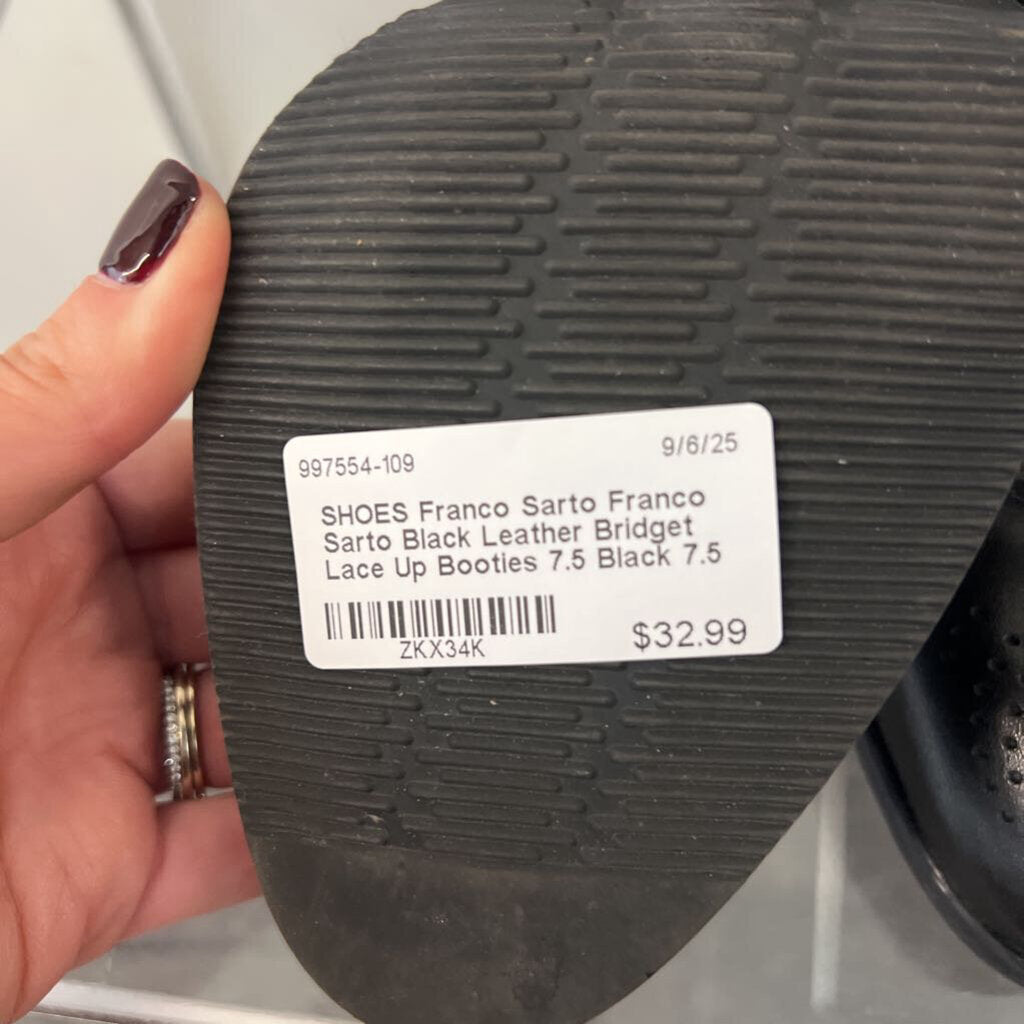 997554-109 9/6/25
SHOES Franco Sarto Franco
Sarto Black Leather Bridget
Lace Up Booties 7.5 Black 7.5
ZKX34K $32.99